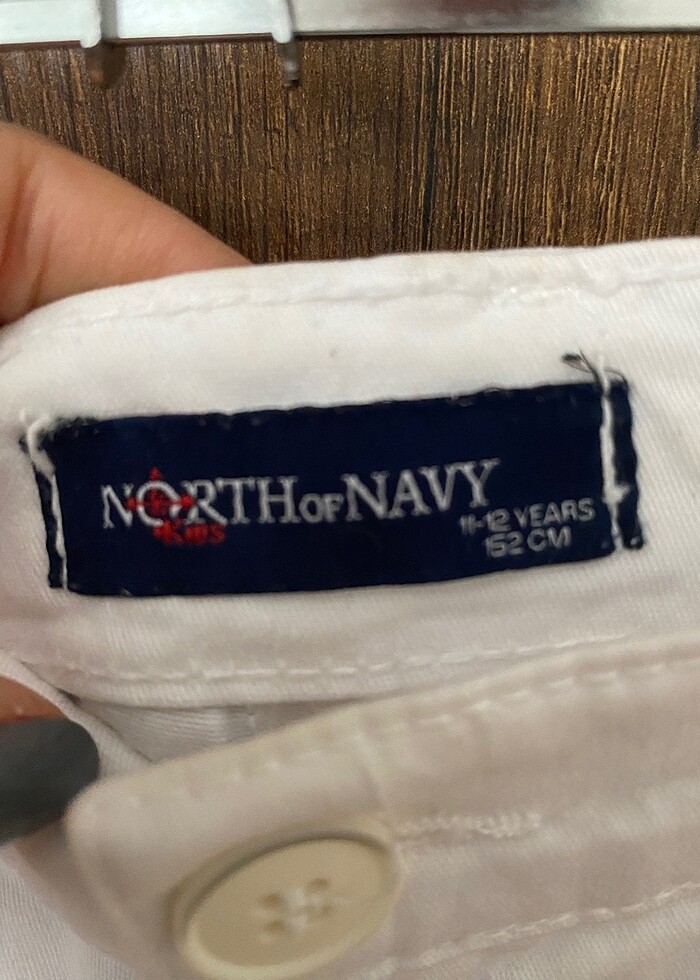 NORTH OF NAVY
KIDS
11-12 YEARS
152 CM